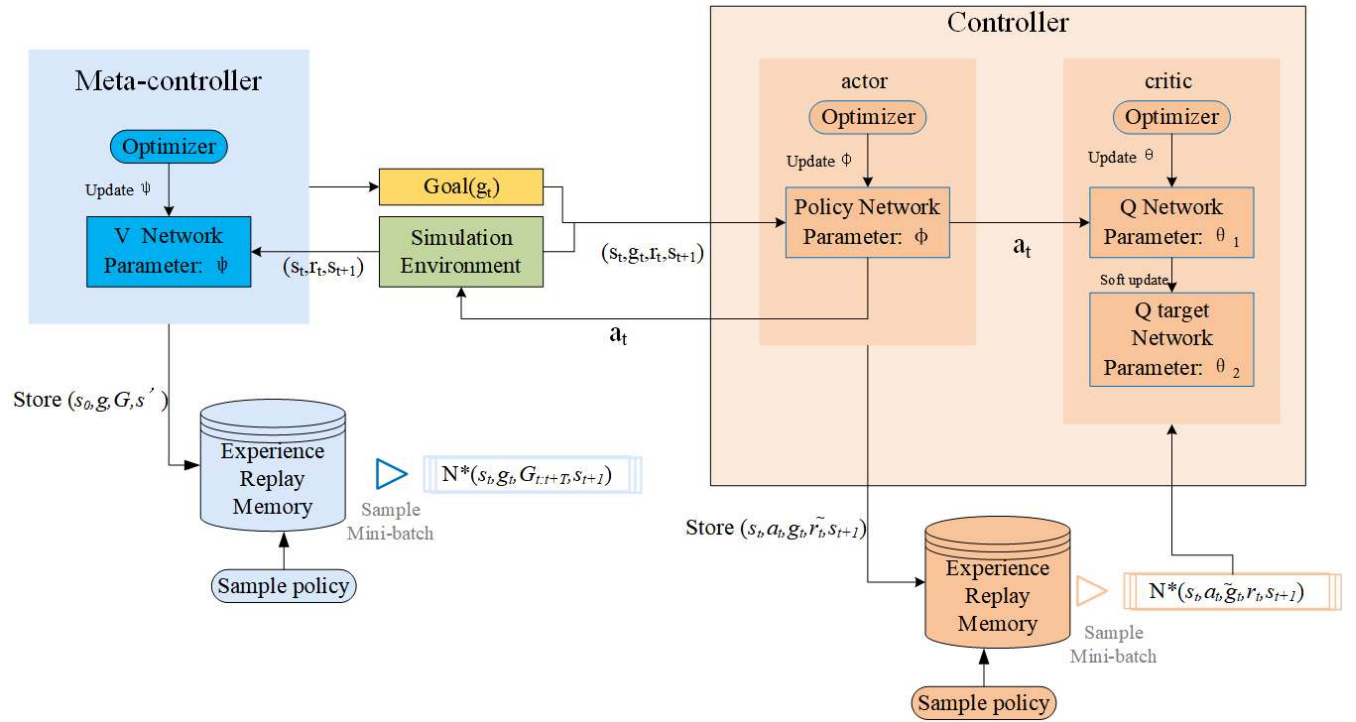 Controller
Meta-controller
actor
critic
Optimizer
Optimizer
Optimizer
Update ψ
Update ϕ
Update θ
Goal(gₜ)
V Network
Parameter: ψ
Simulation
Environment
(sₜ,rₜ,sₜ₊₁)
(sₜ,gₜ,rₜ,sₜ₊₁)
Policy Network
Parameter: ϕ
aₜ
Q Network
Parameter: θ₁
Soft update
Q target
Network
Parameter: θ₂
aₜ
Store (s₀,g,G,s′)
Experience
Replay
Memory
N*(sₜ,gₜ,Gₜ:ₜ₊T,sₜ₊₁)
Sample
Mini-batch
Sample policy
Store (sₜ,aₜ,gₜ,r̃ₜ,sₜ₊₁)
Experience
Replay
Memory
N*(sₜ,aₜ,g̃ₜ,rₜ,sₜ₊₁)
Sample
Mini-batch
Sample policy